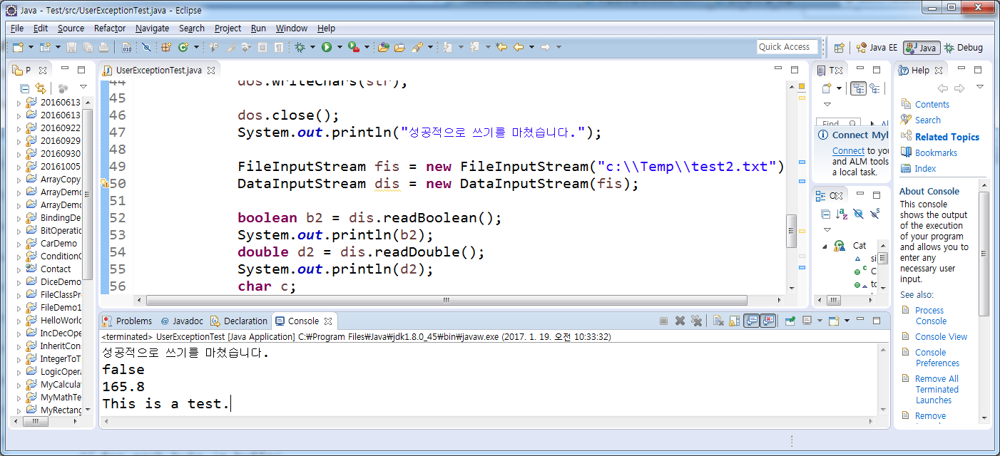 Java - Test/src/UserExceptionTest.java - Eclipse
File Edit Source Refactor Navigate Search Project Run Window Help
Quick Access
Java EE
Java
Debug
P
20160613
20160613
20160922
20160929
20160930
20161005
ArrayCopy
ArrayDemo
ArrayDemo
BindingDe
BitOperatic
CarDemo
Condition
Contact
DiceDemo
FileClassPr
FileDemo1
HelloWorld
IncDecOpe
InheritCon
IntegerToT
LogicOpera
MyCalcula
MyMathTe
MyRectang
UserExceptionTest.java
44 dos.writeChars(str);
45
46 dos.close();
47 System.out.println("성공적으로 쓰기를 마쳤습니다.");
48
49 FileInputStream fis = new FileInputStream("c:\\Temp\\test2.txt")
50 DataInputStream dis = new DataInputStream(fis);
51
52 boolean b2 = dis.readBoolean();
53 System.out.println(b2);
54 double d2 = dis.readDouble();
55 System.out.println(d2);
56 char c;
Problems @ Javadoc Declaration Console
<terminated> UserExceptionTest [Java Application] C:₩Program Files₩Java₩jdk1.8.0_45₩bin₩javaw.exe (2017. 1. 19. 오전 10:33:32)
성공적으로 쓰기를 마쳤습니다.
false
165.8
This is a test.
T
Find
Al
Connect Myl
Connect to you
and ALM tools
a local task.
O
Cat
si
C
to
Help
Contents
Search
Related Topics
Bookmarks
Index
About Console
This console
shows the output
of the execution
of your program
and allows you to
enter any
necessary user
input.
See also:
Process
Console
Console View
Console
Preferences
Remove All
Terminated
Launches
Remove